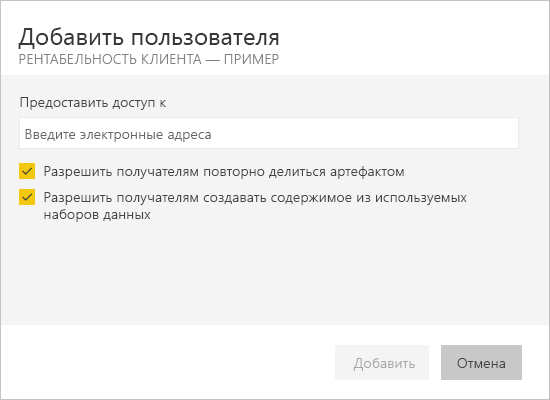 Добавить пользователя
РЕНТАБЕЛЬНОСТЬ КЛИЕНТА — ПРИМЕР
Предоставить доступ к
Введите электронные адреса
Разрешить получателям повторно делиться артефактом
Разрешить получателям создавать содержимое из используемых
наборов данных
Добавить
Отмена